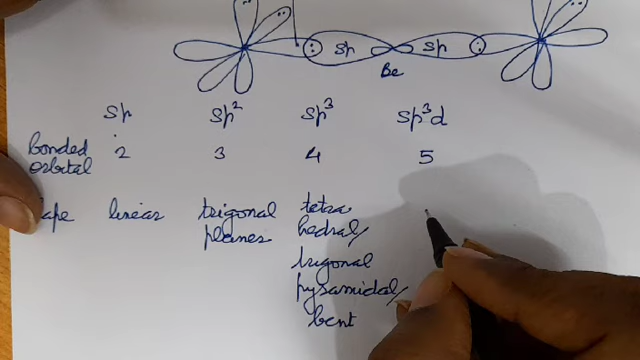 sp sp
Be
sp sp² sp³ sp³d
bonded
orbital 2 3 4 5
ape linear trigonal tetra
planer hedral/
trigonal
pyramidal/
bent